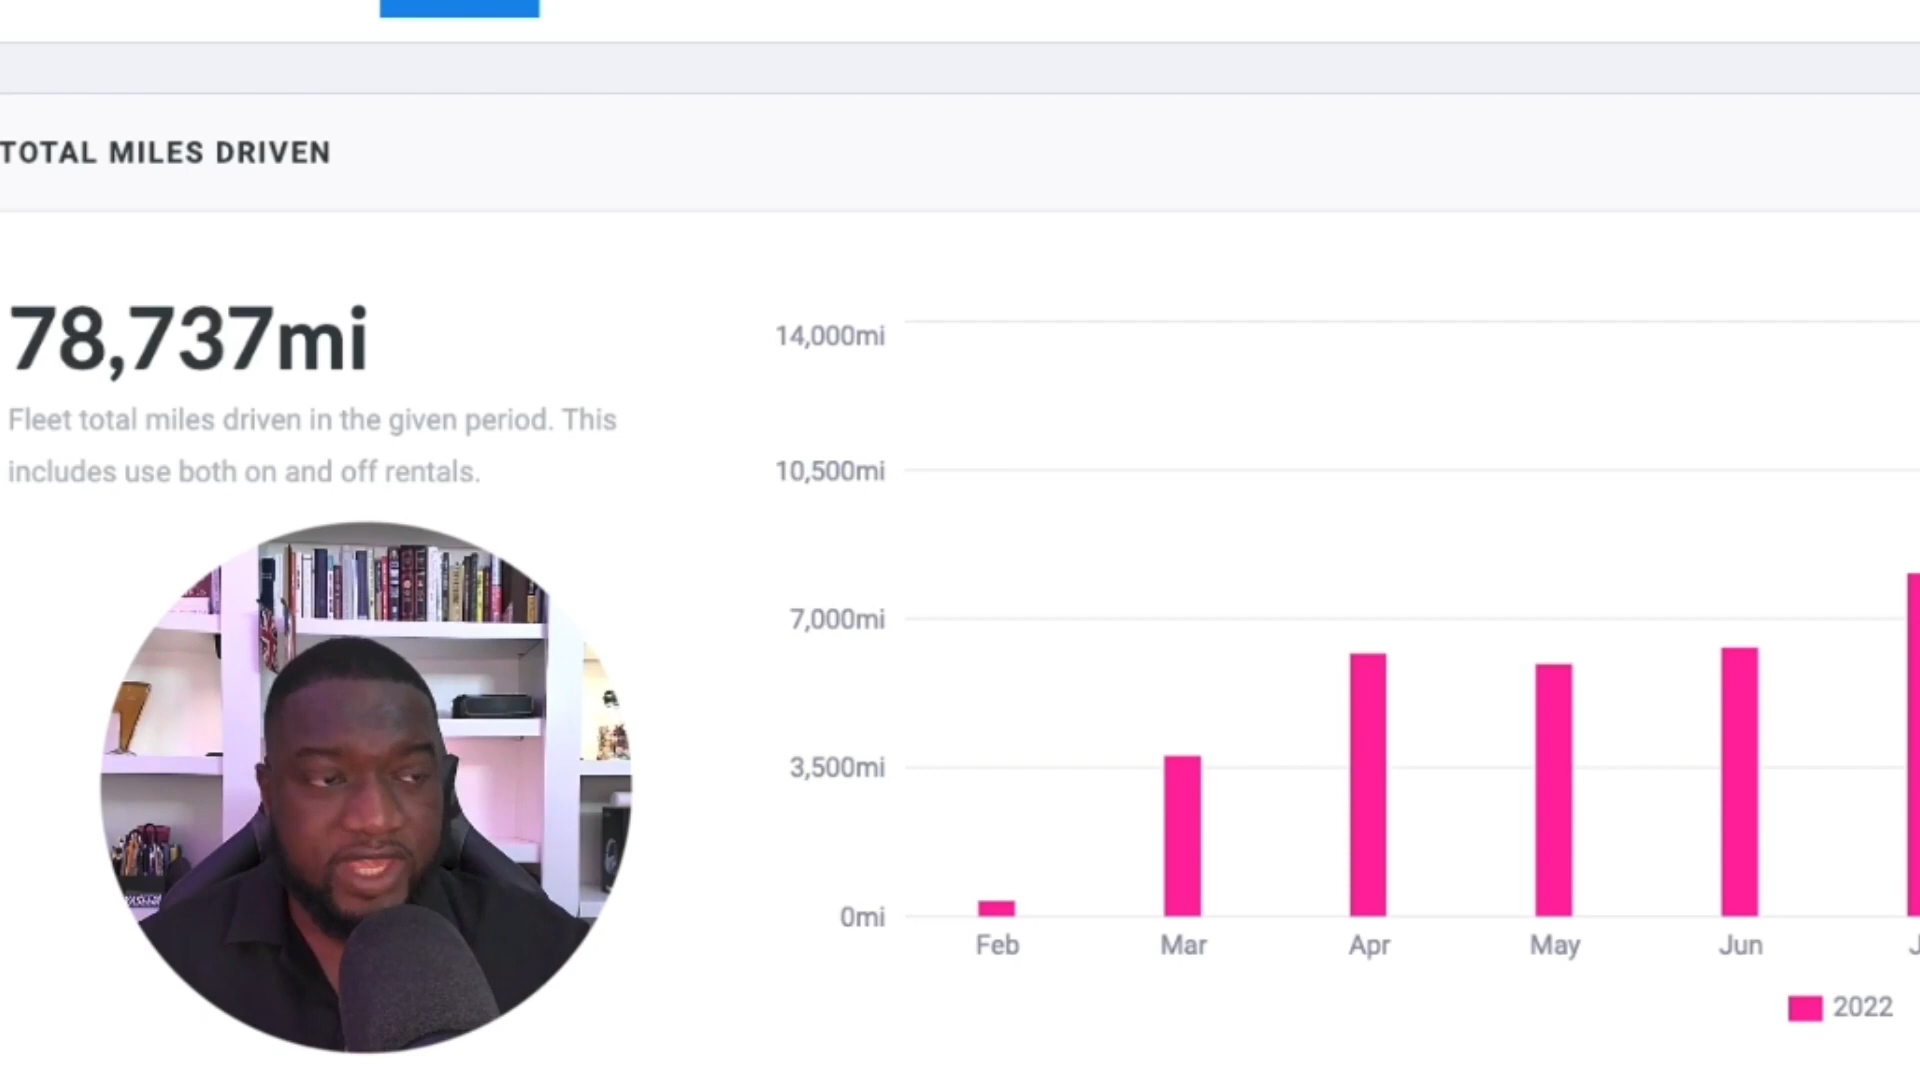 TOTAL MILES DRIVEN
78,737mi
Fleet total miles driven in the given period. This
includes use both on and off rentals.
14,000mi
10,500mi
7,000mi
3,500mi
0mi
Feb Mar Apr May Jun J
2022